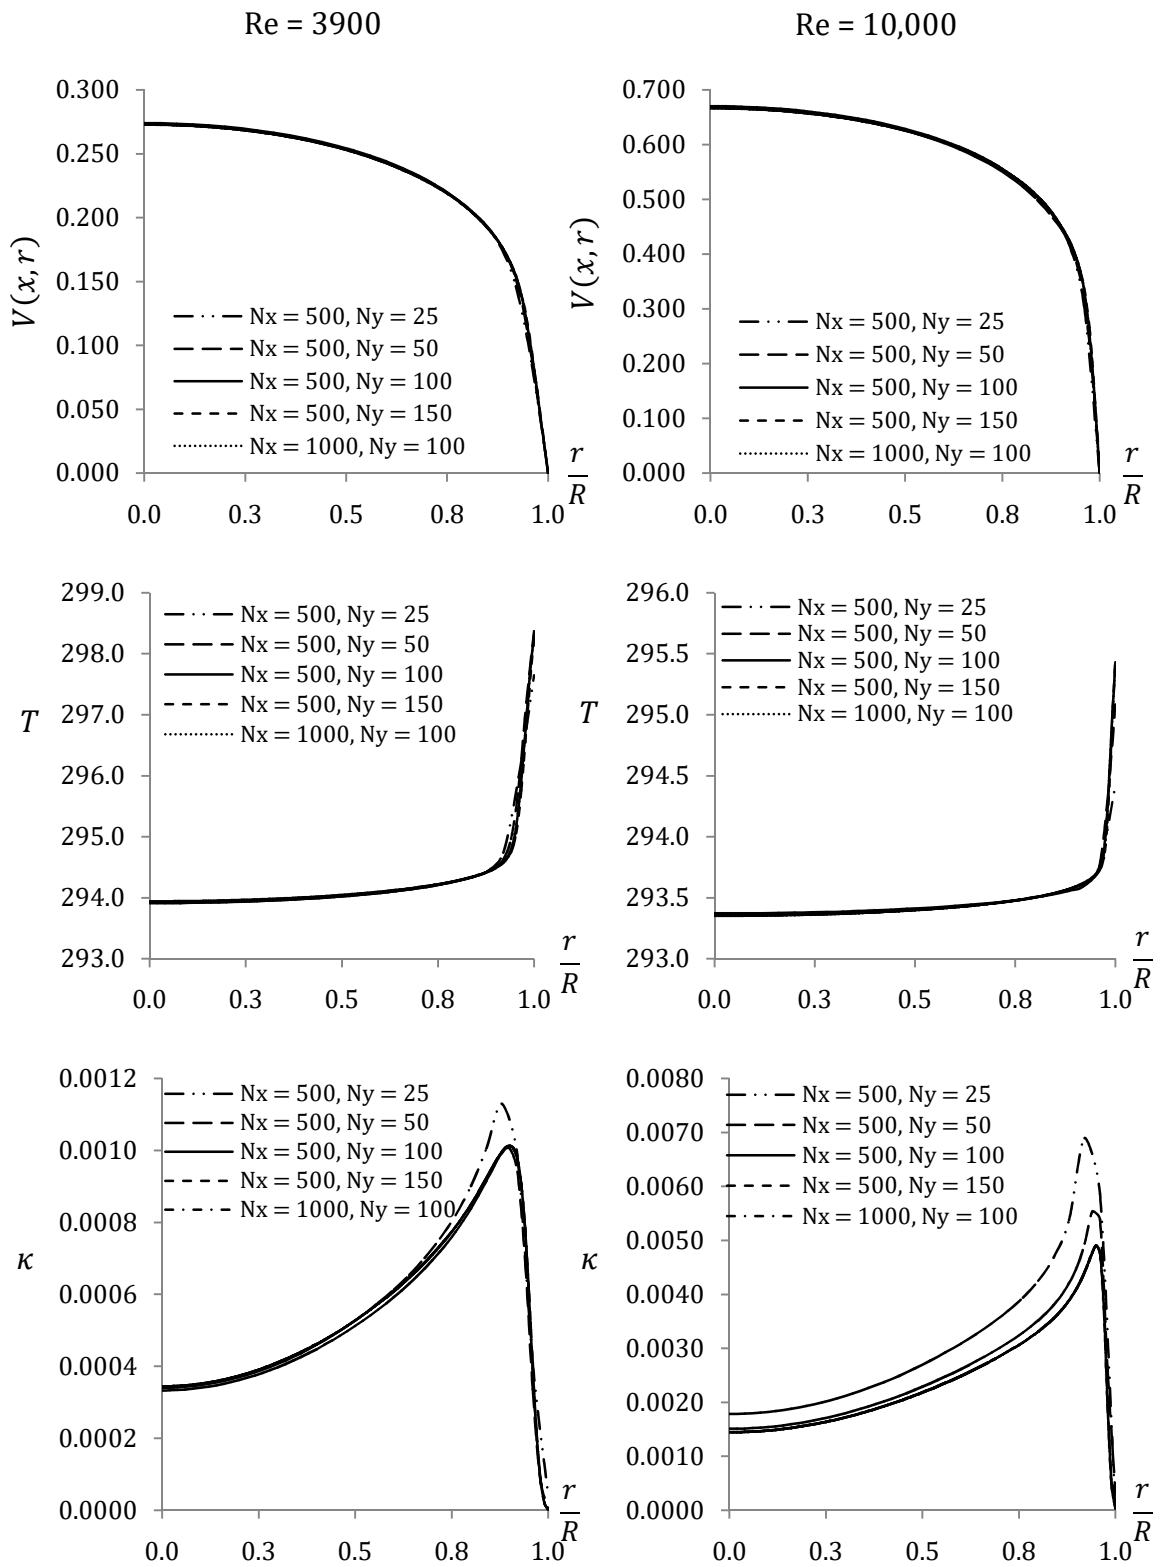 Re = 3900
Re = 10,000
0.300
0.250
0.200
0.150
0.100
0.050
0.000
V(x, r)
Nx = 500, Ny = 25
Nx = 500, Ny = 50
Nx = 500, Ny = 100
Nx = 500, Ny = 150
Nx = 1000, Ny = 100
r
R
0.0 0.3 0.5 0.8 1.0
0.700
0.600
0.500
0.400
0.300
0.200
0.100
0.000
V(x, r)
Nx = 500, Ny = 25
Nx = 500, Ny = 50
Nx = 500, Ny = 100
Nx = 500, Ny = 150
Nx = 1000, Ny = 100
r
R
0.0 0.3 0.5 0.8 1.0
299.0
298.0
297.0
296.0
295.0
294.0
293.0
T
Nx = 500, Ny = 25
Nx = 500, Ny = 50
Nx = 500, Ny = 100
Nx = 500, Ny = 150
Nx = 1000, Ny = 100
r
R
0.0 0.3 0.5 0.8 1.0
296.0
295.5
295.0
294.5
294.0
293.5
293.0
T
Nx = 500, Ny = 25
Nx = 500, Ny = 50
Nx = 500, Ny = 100
Nx = 500, Ny = 150
Nx = 1000, Ny = 100
r
R
0.0 0.3 0.5 0.8 1.0
0.0012
0.0010
0.0008
0.0006
0.0004
0.0002
0.0000
κ
Nx = 500, Ny = 25
Nx = 500, Ny = 50
Nx = 500, Ny = 100
Nx = 500, Ny = 150
Nx = 1000, Ny = 100
r
R
0.0 0.3 0.5 0.8 1.0
0.0080
0.0070
0.0060
0.0050
0.0040
0.0030
0.0020
0.0010
0.0000
κ
Nx = 500, Ny = 25
Nx = 500, Ny = 50
Nx = 500, Ny = 100
Nx = 500, Ny = 150
Nx = 1000, Ny = 100
r
R
0.0 0.3 0.5 0.8 1.0